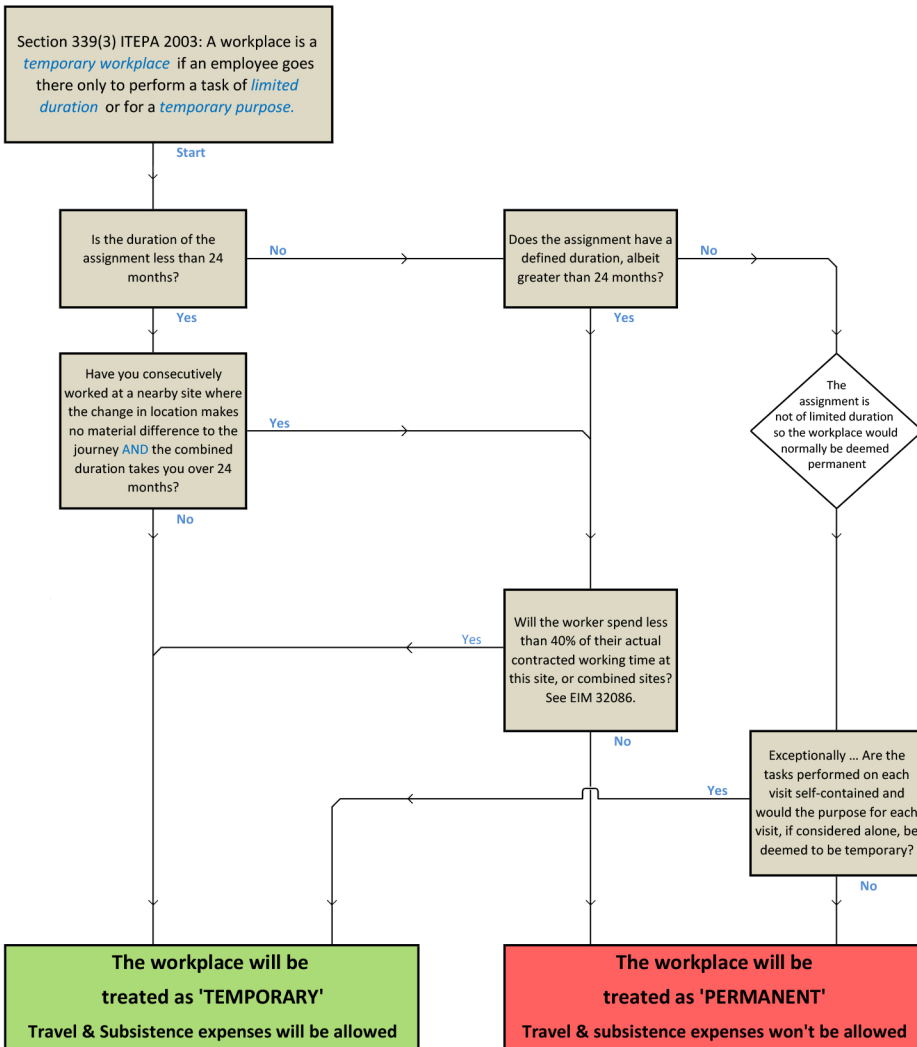 Section 339(3) ITEPA 2003: A workplace is a
temporary workplace if an employee goes
there only to perform a task of limited
duration or for a temporary purpose.
Start
Is the duration of the
assignment less than 24
months?
No
Does the assignment have a
defined duration, albeit
greater than 24 months?
No
Yes
Yes
Have you consecutively
worked at a nearby site where
the change in location makes
no material difference to the
journey AND the combined
duration takes you over 24
months?
Yes
The
assignment is
not of limited duration
so the workplace would
normally be deemed
permanent
No
Yes
Will the worker spend less
than 40% of their actual
contracted working time at
this site, or combined sites?
See EIM 32086.
No
Exceptionally ... Are the
tasks performed on each
visit self-contained and
would the purpose for each
visit, if considered alone, be
deemed to be temporary?
Yes
No
The workplace will be
treated as 'TEMPORARY'
Travel & Subsistence expenses will be allowed
The workplace will be
treated as 'PERMANENT'
Travel & subsistence expenses won't be allowed